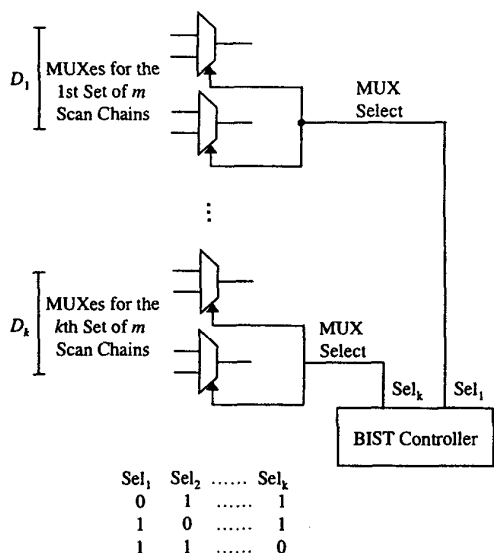 D₁
MUXes for the
1st Set of m
Scan Chains
MUX
Select
⋮
Dₖ
MUXes for the
kth Set of m
Scan Chains
MUX
Select
Selₖ Sel₁
BIST Controller
Sel₁ Sel₂ ...... Selₖ
0 1 ...... 1
1 0 ...... 1
1 1 ...... 0